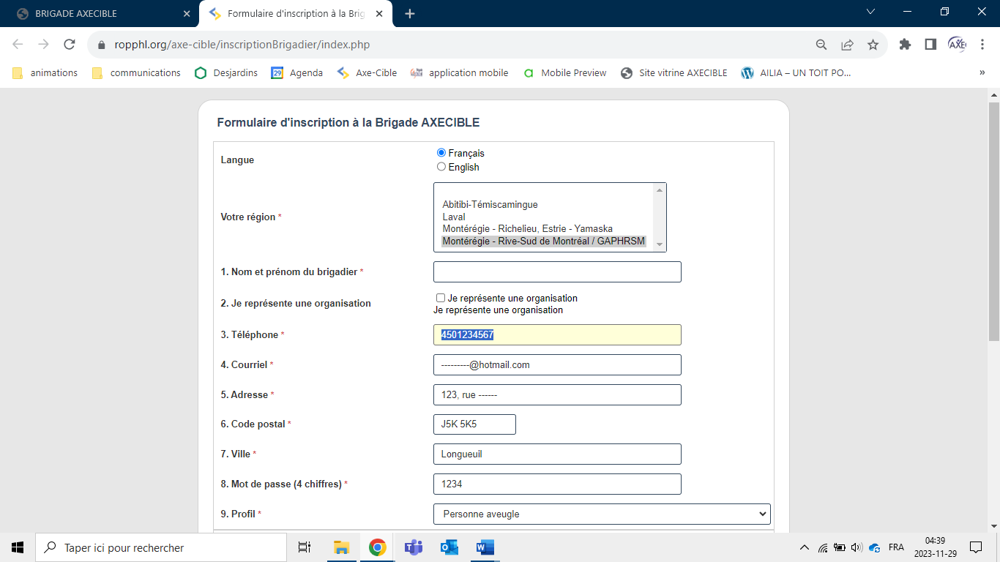 BRIGADE AXECIBLE
Formulaire d'inscription à la Brig
ropphl.org/axe-cible/inscriptionBrigadier/index.php
animations communications Desjardins 29 Agenda Axe-Cible application mobile Mobile Preview Site vitrine AXECIBLE AILIA – UN TOIT PO... »
Formulaire d'inscription à la Brigade AXECIBLE
Langue
Français
English
Votre région *
Abitibi-Témiscamingue
Laval
Montérégie - Richelieu, Estrie - Yamaska
Montérégie - Rive-Sud de Montréal / GAPHRSM
1. Nom et prénom du brigadier *
2. Je représente une organisation
Je représente une organisation
Je représente une organisation
3. Téléphone * 4501234567
4. Courriel * ---------@hotmail.com
5. Adresse * 123, rue ------
6. Code postal * J5K 5K5
7. Ville * Longueuil
8. Mot de passe (4 chiffres) * 1234
9. Profil * Personne aveugle
Taper ici pour rechercher
FRA
04:39
2023-11-29